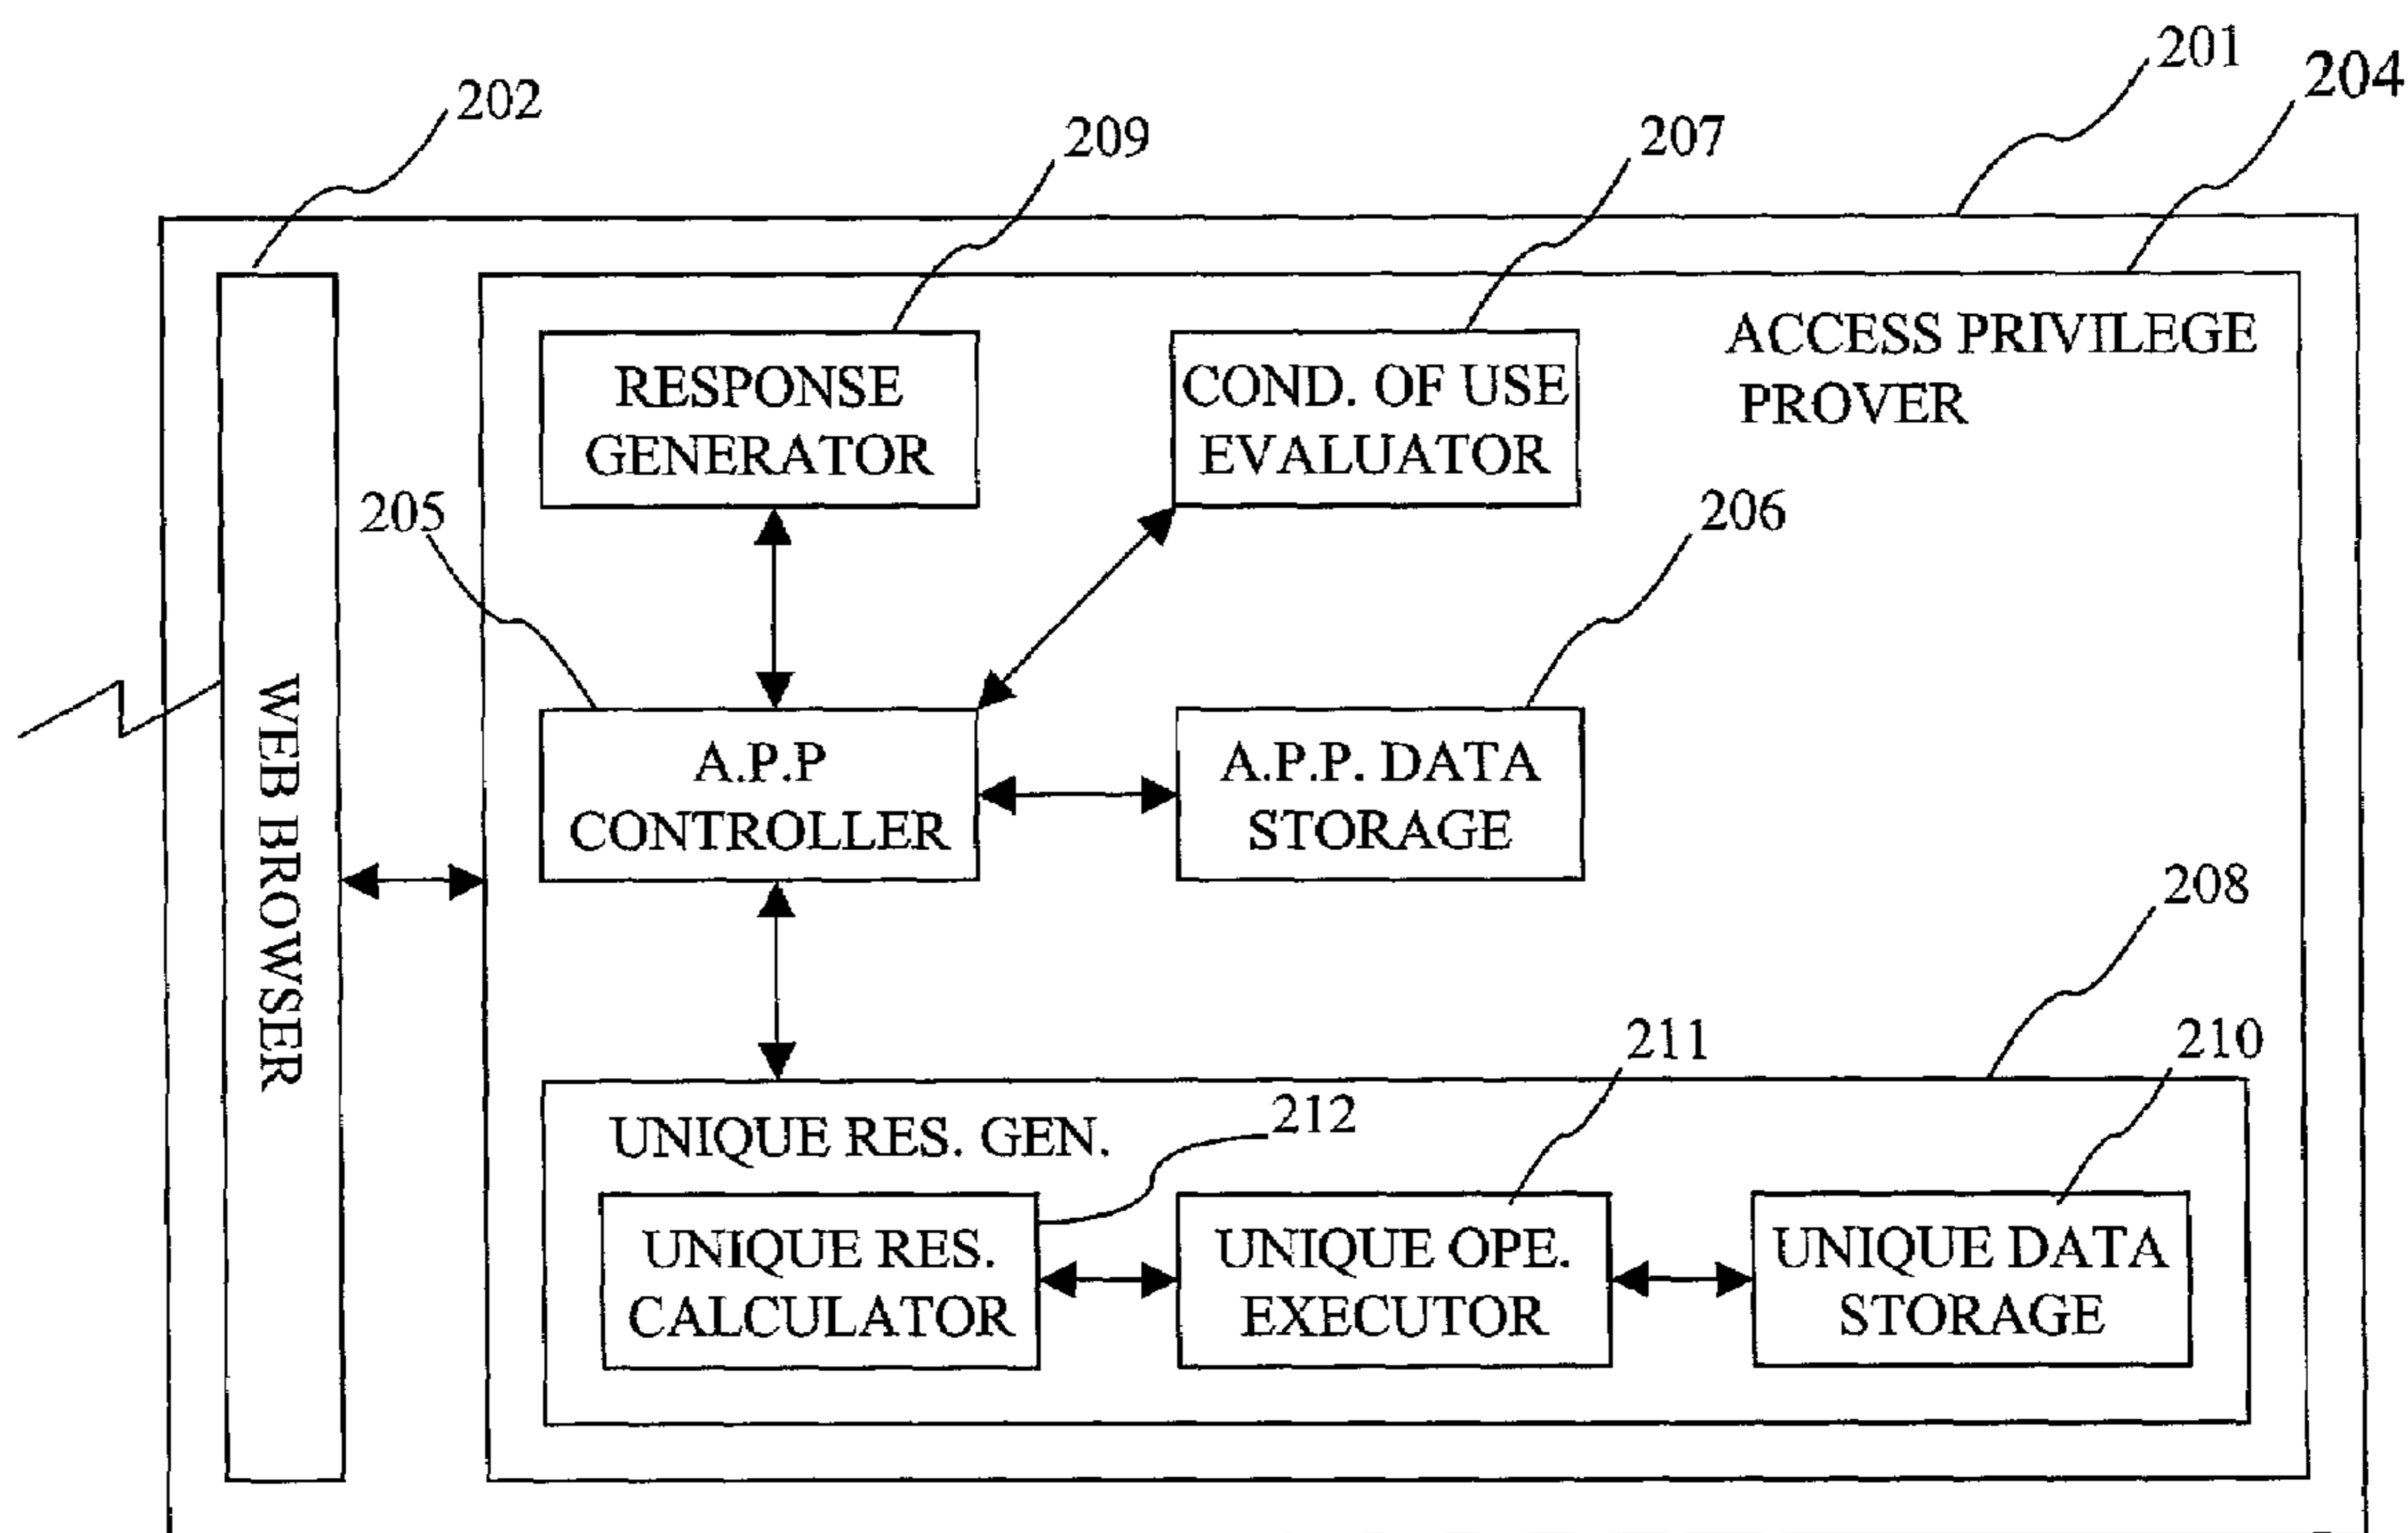 201
204
202
209
207
ACCESS PRIVILEGE
PROVER
RESPONSE
GENERATOR
COND. OF USE
EVALUATOR
205
206
WEB BROWSER
A.P.P
CONTROLLER
A.P.P. DATA
STORAGE
208
211
210
UNIQUE RES. GEN.
212
UNIQUE RES.
CALCULATOR
UNIQUE OPE.
EXECUTOR
UNIQUE DATA
STORAGE